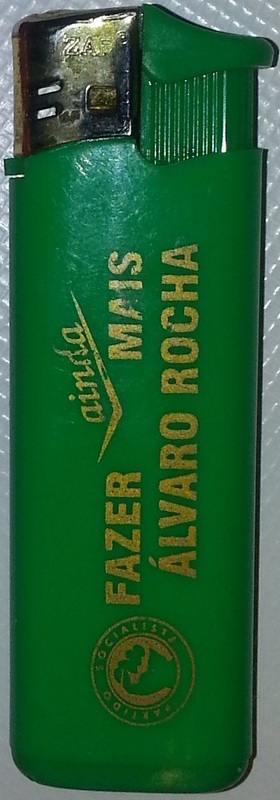 FAZER ainda MAIS
ÁLVARO ROCHA
PARTIDO SOCIALISTA